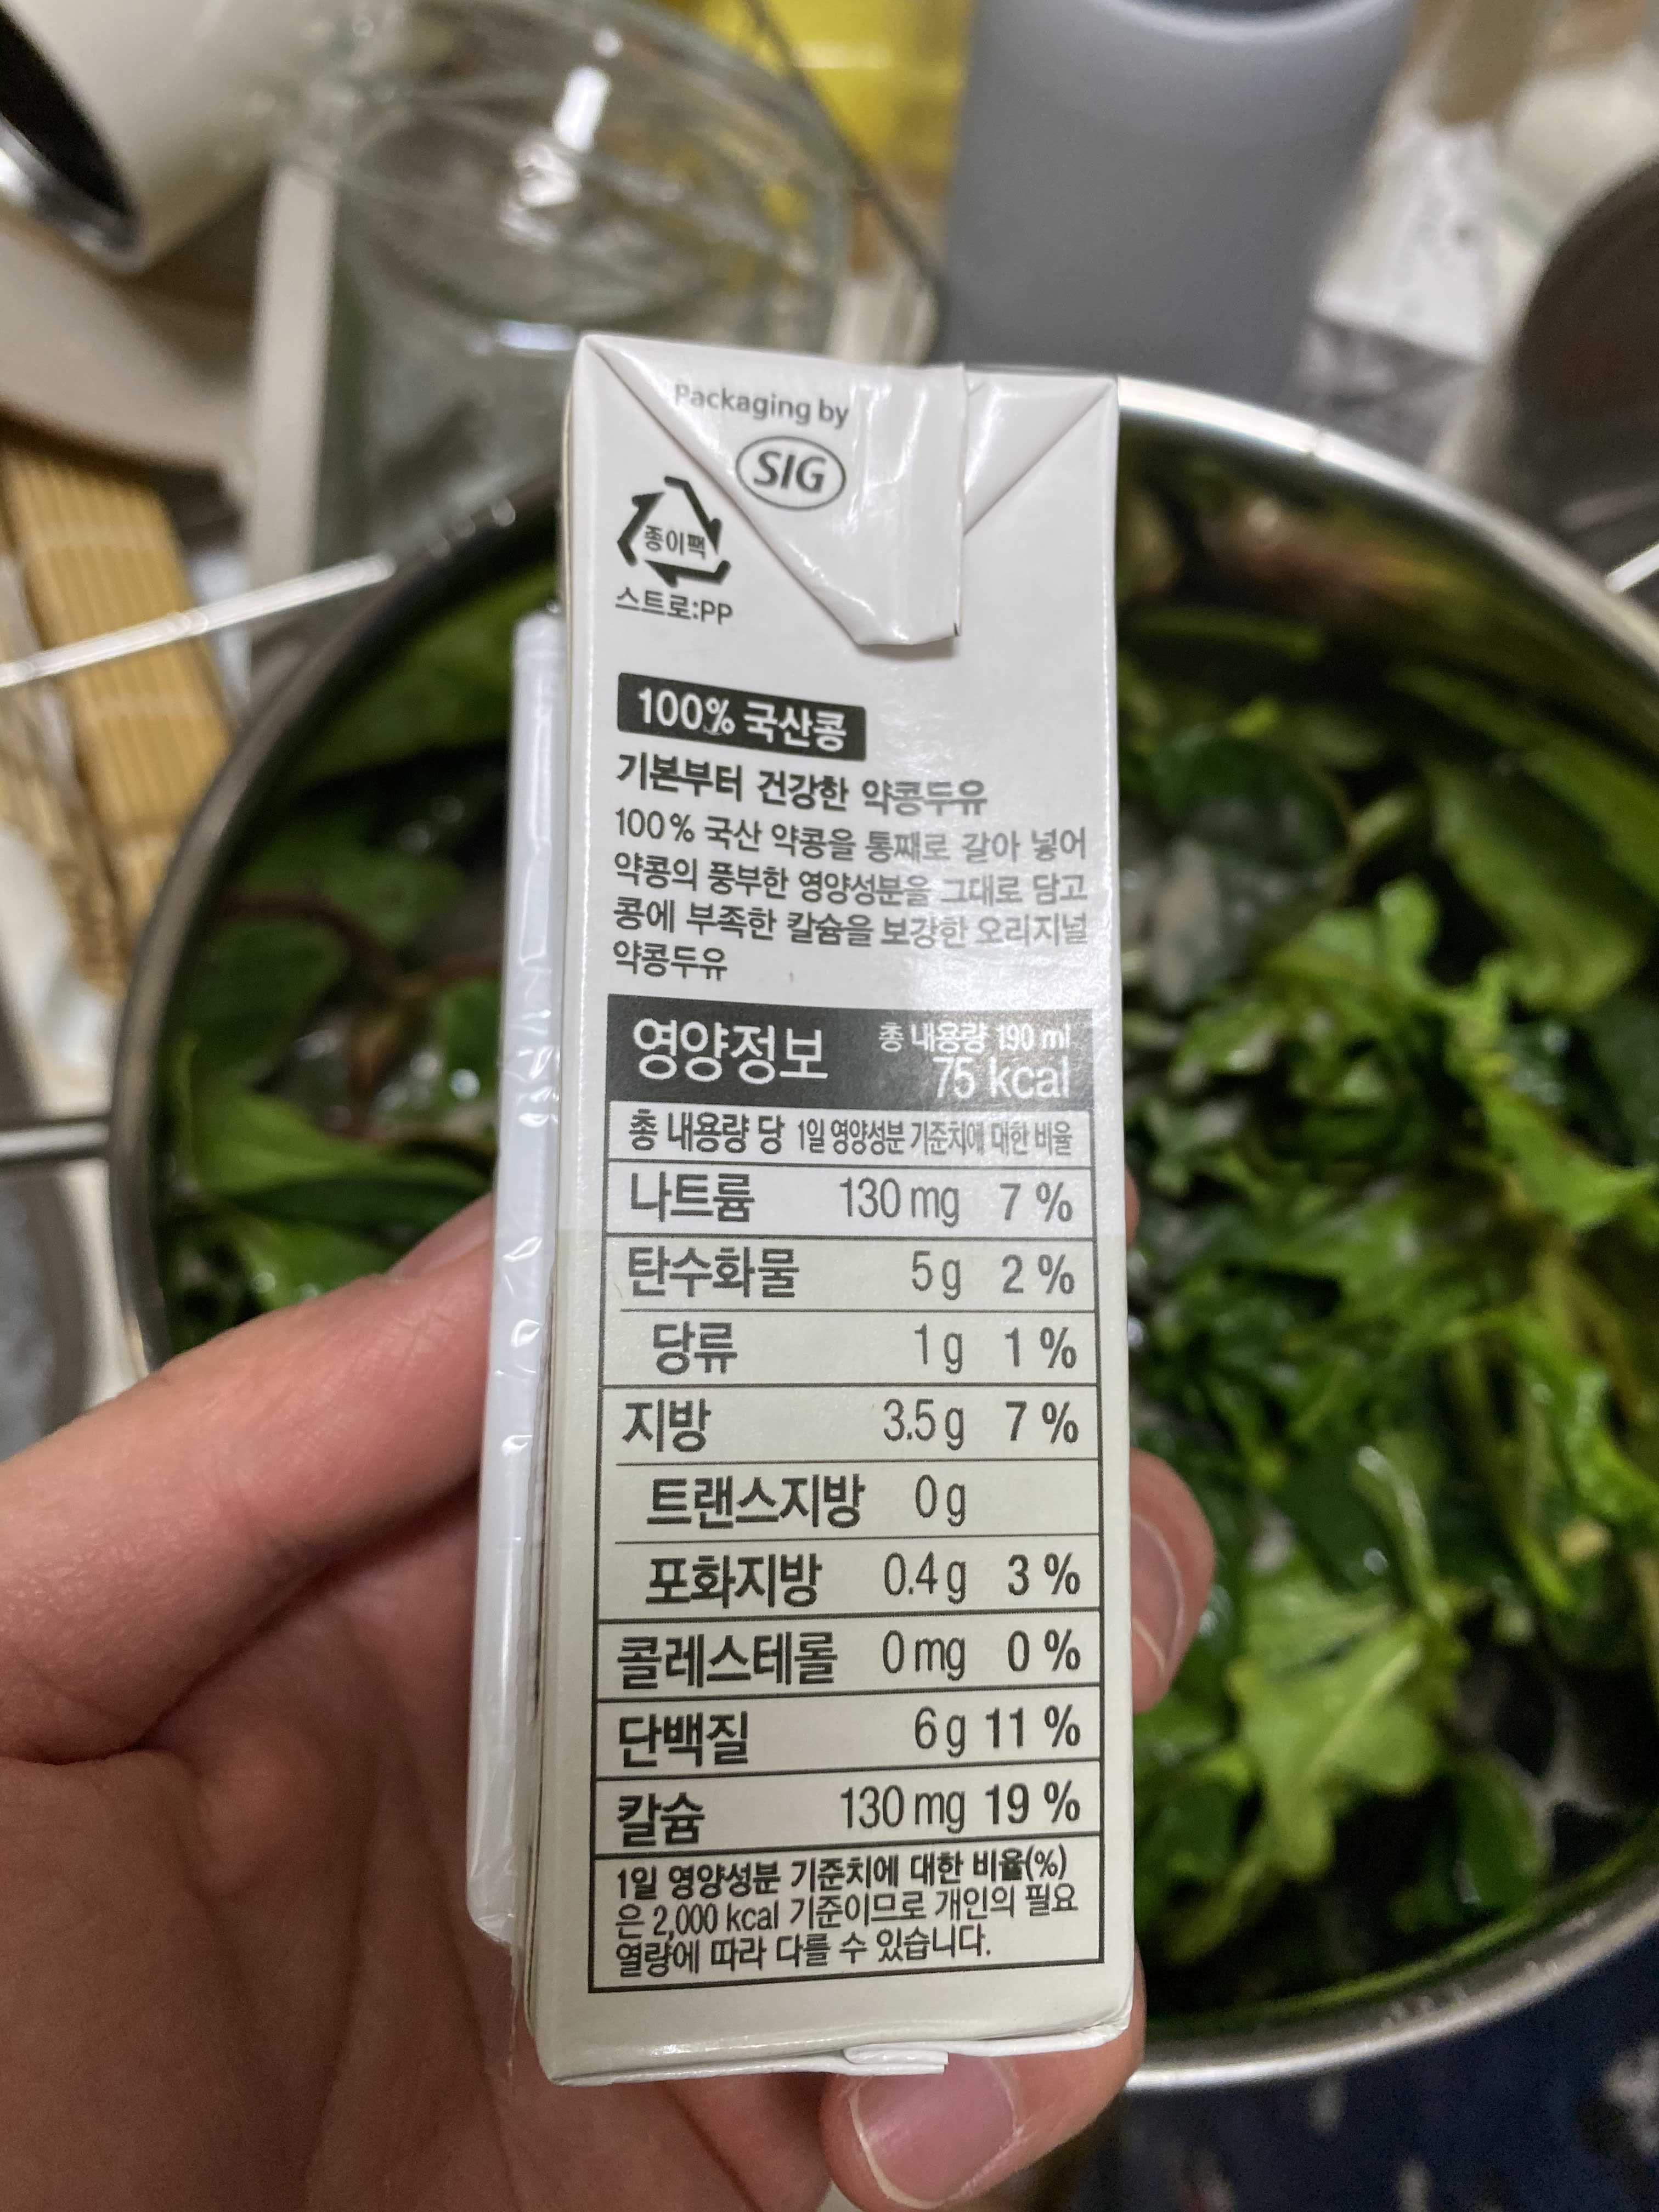 Packaging by
SIG
종이팩
스트로:PP
100% 국산콩
기본부터 건강한 약콩두유
100% 국산 약콩을 통째로 갈아 넣어
약콩의 풍부한 영양성분을 그대로 담고
콩에 부족한 칼슘을 보강한 오리지널
약콩두유
영양정보 총 내용량 190 ml
75 kcal
총 내용량 당 1일 영양성분 기준치에 대한 비율
나트륨 130 mg 7 %
탄수화물 5 g 2 %
당류 1 g 1 %
지방 3.5 g 7 %
트랜스지방 0 g
포화지방 0.4 g 3 %
콜레스테롤 0 mg 0 %
단백질 6 g 11 %
칼슘 130 mg 19 %
1일 영양성분 기준치에 대한 비율(%)
은 2,000 kcal 기준이므로 개인의 필요
열량에 따라 다를 수 있습니다.